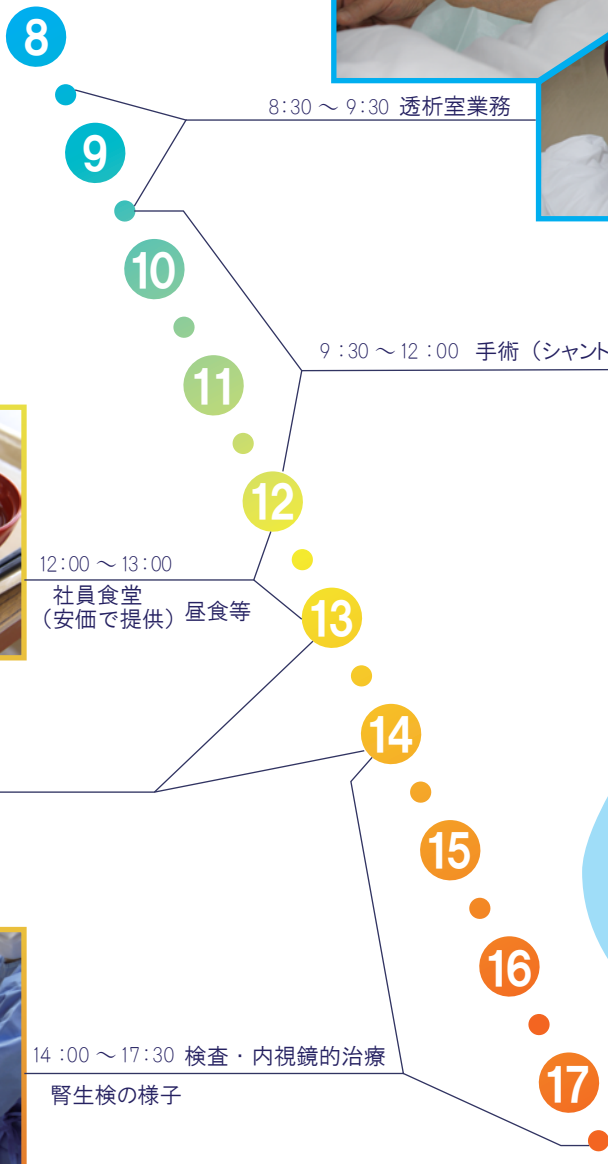 8
8:30 ～ 9:30 透析室業務
9
10
9：30 ～ 12：00 手術（シャント
11
12
12:00 ～ 13:00
社員食堂
（安価で提供） 昼食等
13
14
15
16
14：00 ～ 17:30 検査・内視鏡的治療
17
腎生検の様子